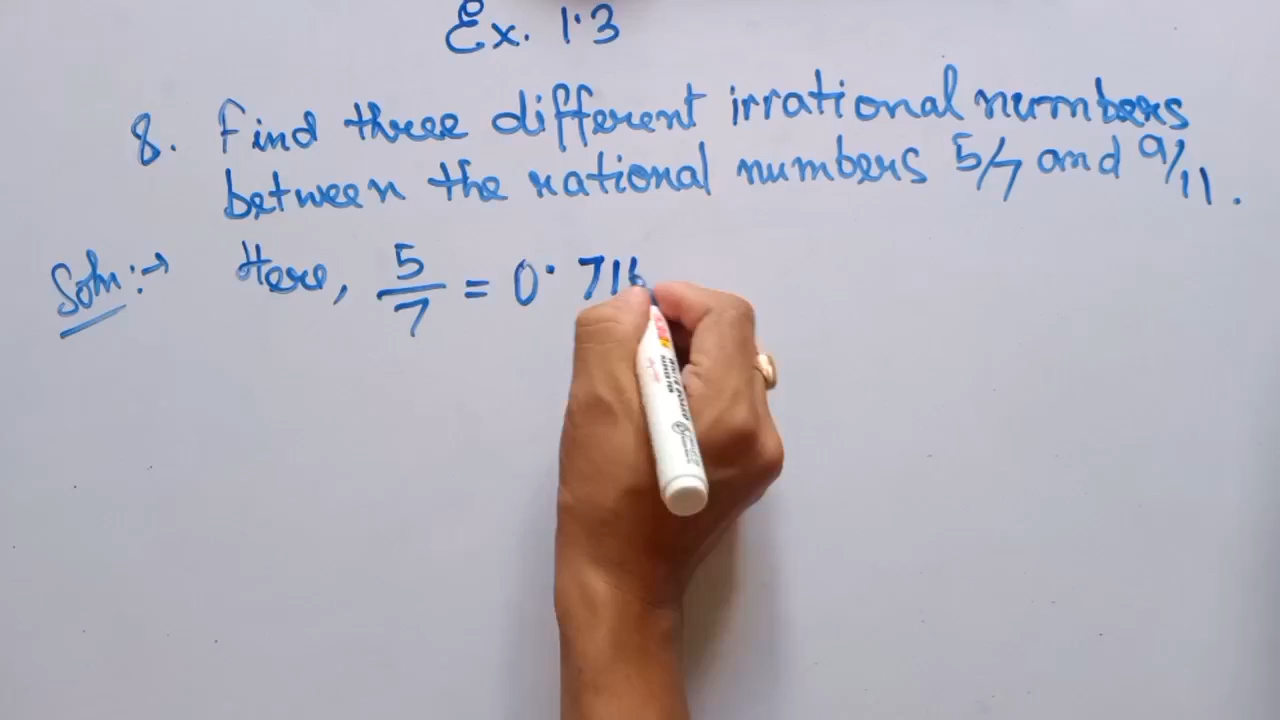 Ex. 1.3
8. Find three different irrational numbers
between the rational numbers 5/7 and 9/11.
Soln:→ Here, 5/7 = 0.71